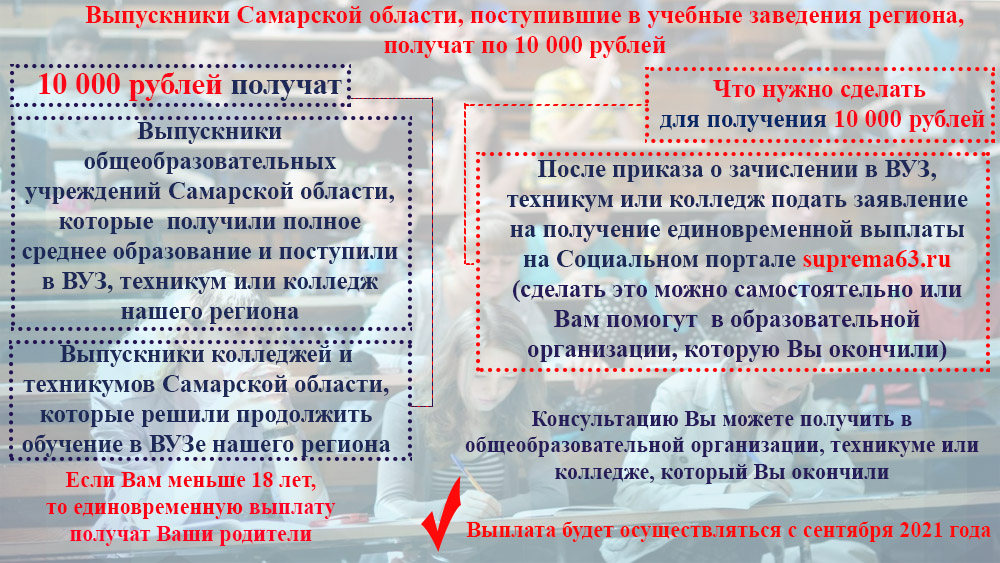 Выпускники Самарской области, поступившие в учебные заведения региона,
получат по 10 000 рублей
10 000 рублей получат
Выпускники
общеобразовательных
учреждений Самарской области,
которые получили полное
среднее образование и поступили
в ВУЗ, техникум или колледж
нашего региона
Выпускники колледжей и
техникумов Самарской области,
которые решили продолжить
обучение в ВУЗе нашего региона
Если Вам меньше 18 лет,
то единовременную выплату
получат Ваши родители
Что нужно сделать
для получения 10 000 рублей
После приказа о зачислении в ВУЗ,
техникум или колледж подать заявление
на получение единовременной выплаты
на Социальном портале suprema63.ru
(сделать это можно самостоятельно или
Вам помогут в образовательной
организации, которую Вы окончили)
Консультацию Вы можете получить в
общеобразовательной организации, техникуме или
колледже, который Вы окончили
Выплата будет осуществляться с сентября 2021 года